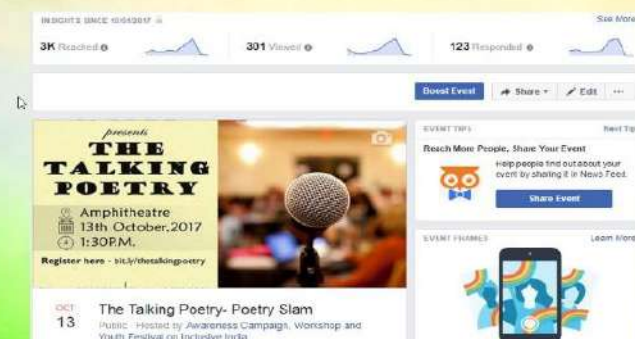 INSIGHTS SINCE 10/04/2017
See More
3K Reached
301 Viewed
123 Responded
Boost Event
Share
Edit
presents
THE
TALKING
POETRY
Amphitheatre
13th October,2017
1:30P.M.
Register here - bit.ly/thetalkingpoetry
OCT
13
The Talking Poetry- Poetry Slam
Public · Hosted by Awareness Campaign, Workshop and
Youth Festival on Inclusive India
EVENT TIPS
Next Tip
Reach More People, Share Your Event
Help people find out about your
event by sharing it in News Feed.
Share Event
EVENT FRAMES
Learn More